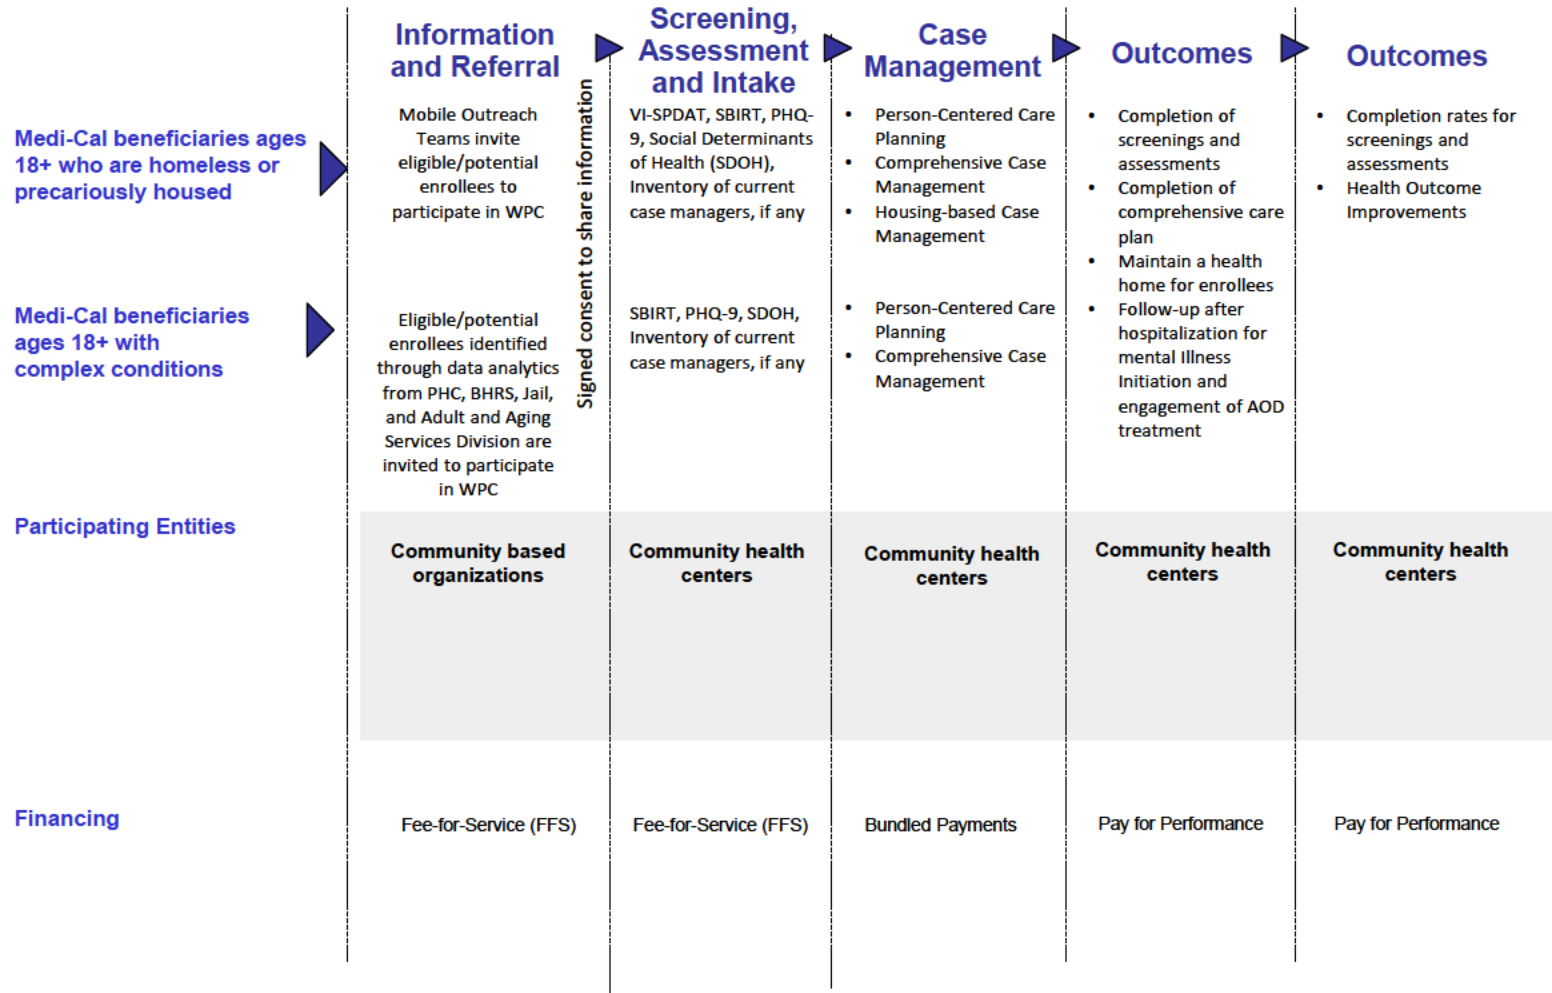 Information
and Referral
Screening,
Assessment
and Intake
Case
Management
Outcomes
Outcomes
Medi-Cal beneficiaries ages
18+ who are homeless or
precariously housed
Mobile Outreach
Teams invite
eligible/potential
enrollees to
participate in WPC
Signed consent to share information
VI-SPDAT, SBIRT, PHQ-
9, Social Determinants
of Health (SDOH),
Inventory of current
case managers, if any
• Person-Centered Care
Planning
• Comprehensive Case
Management
• Housing-based Case
Management
• Completion of
screenings and
assessments
• Completion of
comprehensive care
plan
• Maintain a health
home for enrollees
• Follow-up after
hospitalization for
mental Illness
Initiation and
engagement of AOD
treatment
• Completion rates for
screenings and
assessments
• Health Outcome
Improvements
Medi-Cal beneficiaries
ages 18+ with
complex conditions
Eligible/potential
enrollees identified
through data analytics
from PHC, BHRS, Jail,
and Adult and Aging
Services Division are
invited to participate
in WPC
SBIRT, PHQ-9, SDOH,
Inventory of current
case managers, if any
• Person-Centered Care
Planning
• Comprehensive Case
Management
Participating Entities
Community based
organizations
Community health
centers
Community health
centers
Community health
centers
Community health
centers
Financing
Fee-for-Service (FFS)
Fee-for-Service (FFS)
Bundled Payments
Pay for Performance
Pay for Performance